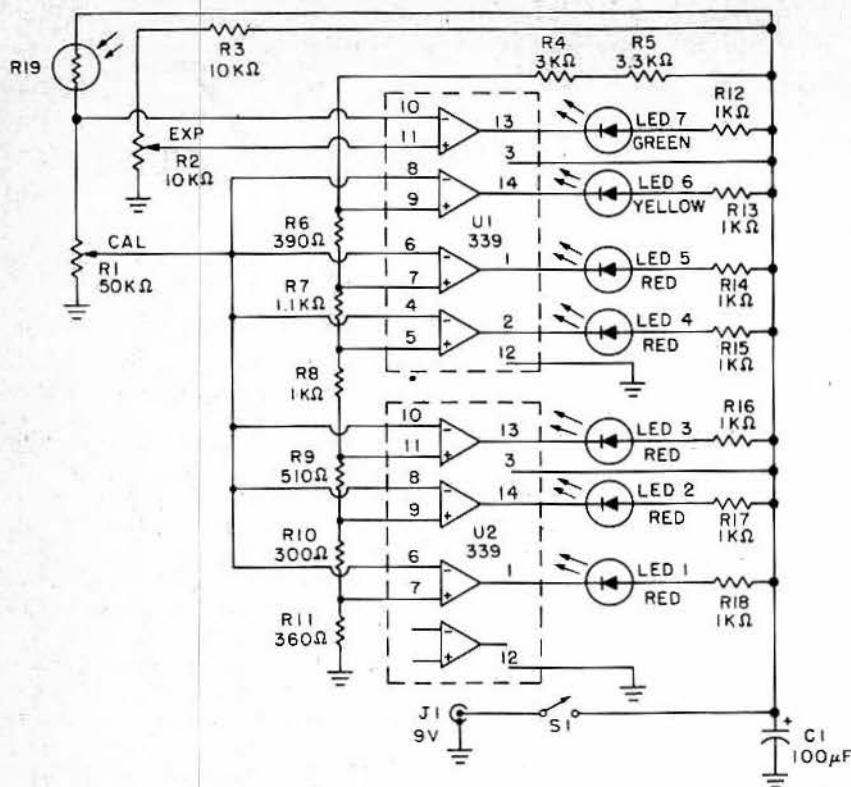 R19
R3
10KΩ
R4
3KΩ
R5
3.3KΩ
EXP
R2
10KΩ
10
11
13
3
LED 7
GREEN
R12
1KΩ
8
9
14
LED 6
YELLOW
R13
1KΩ
CAL
R1
50KΩ
R6
390Ω
U1
339
6
7
1
LED 5
RED
R14
1KΩ
R7
1.1KΩ
4
5
2
12
LED 4
RED
R15
1KΩ
R8
1KΩ
10
11
13
3
LED 3
RED
R16
1KΩ
R9
510Ω
8
9
14
LED 2
RED
R17
1KΩ
R10
300Ω
U2
339
6
7
1
LED 1
RED
R18
1KΩ
R11
360Ω
12
J1
9V
S1
+
C1
100µF